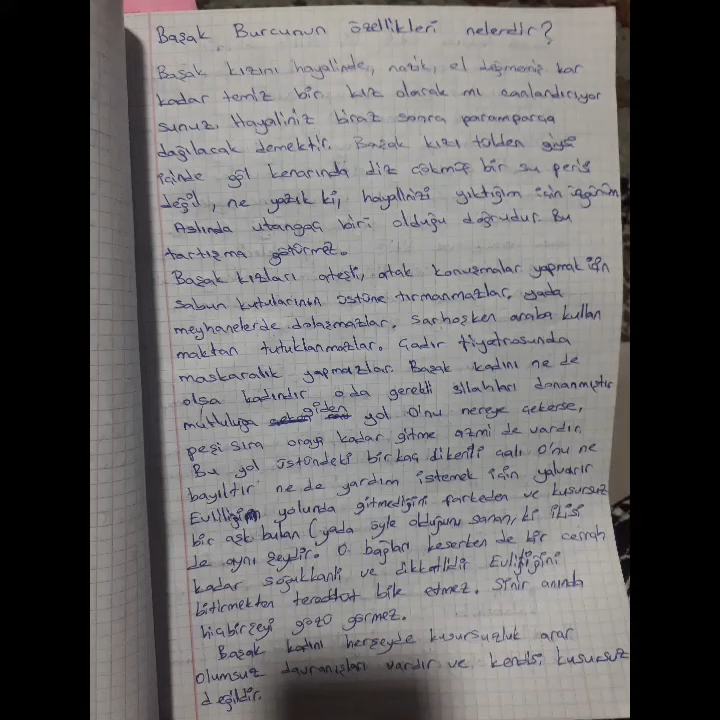 Başak Burcunun özellikleri nelerdir?
Başak kızını hayalinde, nazik, el değmemiş kar
kadar temiz bir kız olarak mı canlandırıyor
sunuz. Hayaliniz biraz sonra paramparça
dağılacak demektir. Başak kızı tülden giysi
içinde göl kenarında diz çökmüş bir su perisi
değil, ne yazık ki, hayalinizi yıktığım için üzgünüm
Aslında utangaç biri olduğu doğrudur. Bu
tartışma götürmez.
Başak kızları ateşli, atak konuşmalar yapmak için
sabun kutularının üstüne tırmanmazlar, yada
meyhanelerde dolaşmazlar. Sarhoşken araba kullan
maktan tutuklanmazlar. Çadır tiyatrosunda
maskaralık yapmazlar. Başak kadını ne de
olsa kadındır oda gerekli silahları donanmıştır
mutluluğa giden yol O'nu nereye çekerse,
peşi sıra oraya kadar gitme azmi de vardır.
Bu yol üstündeki birkaç dikenli çalı O'nu ne
bayıltır ne de yardım istemek için yalvarır
Evliliğin yolunda gitmediğini farkeden ve kusursuz
bir aşk bulan (yada öyle olduğunu sanan, ki ikisi
de aynı şeydir. O bağları keserken de bir cerrah
kadar soğukkanlı ve dikkatlidir Evliliğini
bitirmekten tereddüt bile etmez. Sinir anında
hiçbirşeyi gözü görmez.
Başak kadını herşeyde kusursuzluk arar
olumsuz davranışları vardır ve kendisi kusursuz
değildir.